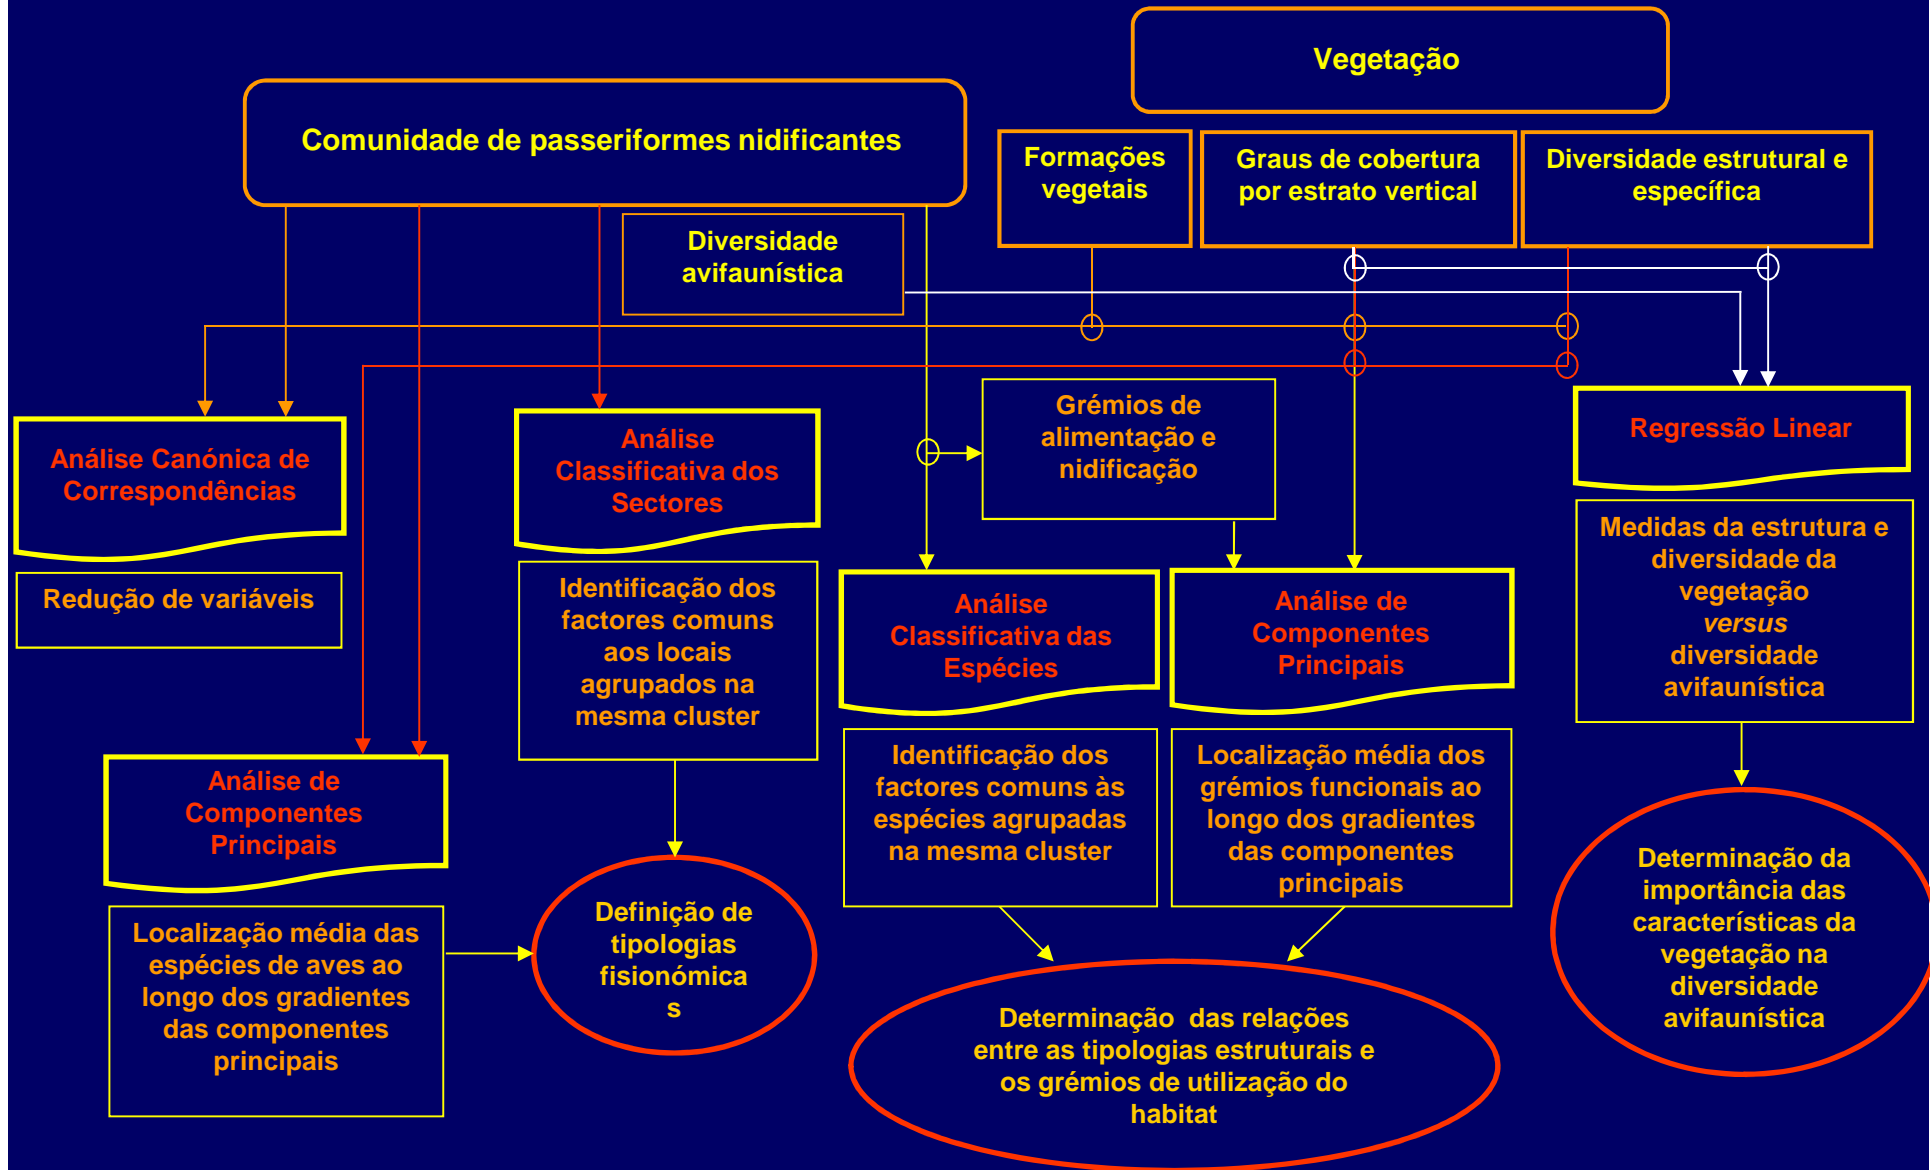 Vegetação
Comunidade de passeriformes nidificantes
Formações
vegetais
Graus de cobertura
por estrato vertical
Diversidade estrutural e
específica
Diversidade
avifaunística
Grémios de
alimentação e
nidificação
Regressão Linear
Análise Canónica de
Correspondências
Análise
Classificativa dos
Sectores
Medidas da estrutura e
diversidade da
vegetação
versus
diversidade
avifaunística
Redução de variáveis
Identificação dos
factores comuns
aos locais
agrupados na
mesma cluster
Análise
Classificativa das
Espécies
Análise de
Componentes
Principais
Análise de
Componentes
Principais
Identificação dos
factores comuns às
espécies agrupadas
na mesma cluster
Localização média dos
grémios funcionais ao
longo dos gradientes
das componentes
principais
Determinação da
importância das
características da
vegetação na
diversidade
avifaunística
Localização média das
espécies de aves ao
longo dos gradientes
das componentes
principais
Definição de
tipologias
fisionómica
s
Determinação  das relações
entre as tipologias estruturais e
os grémios de utilização do
habitat